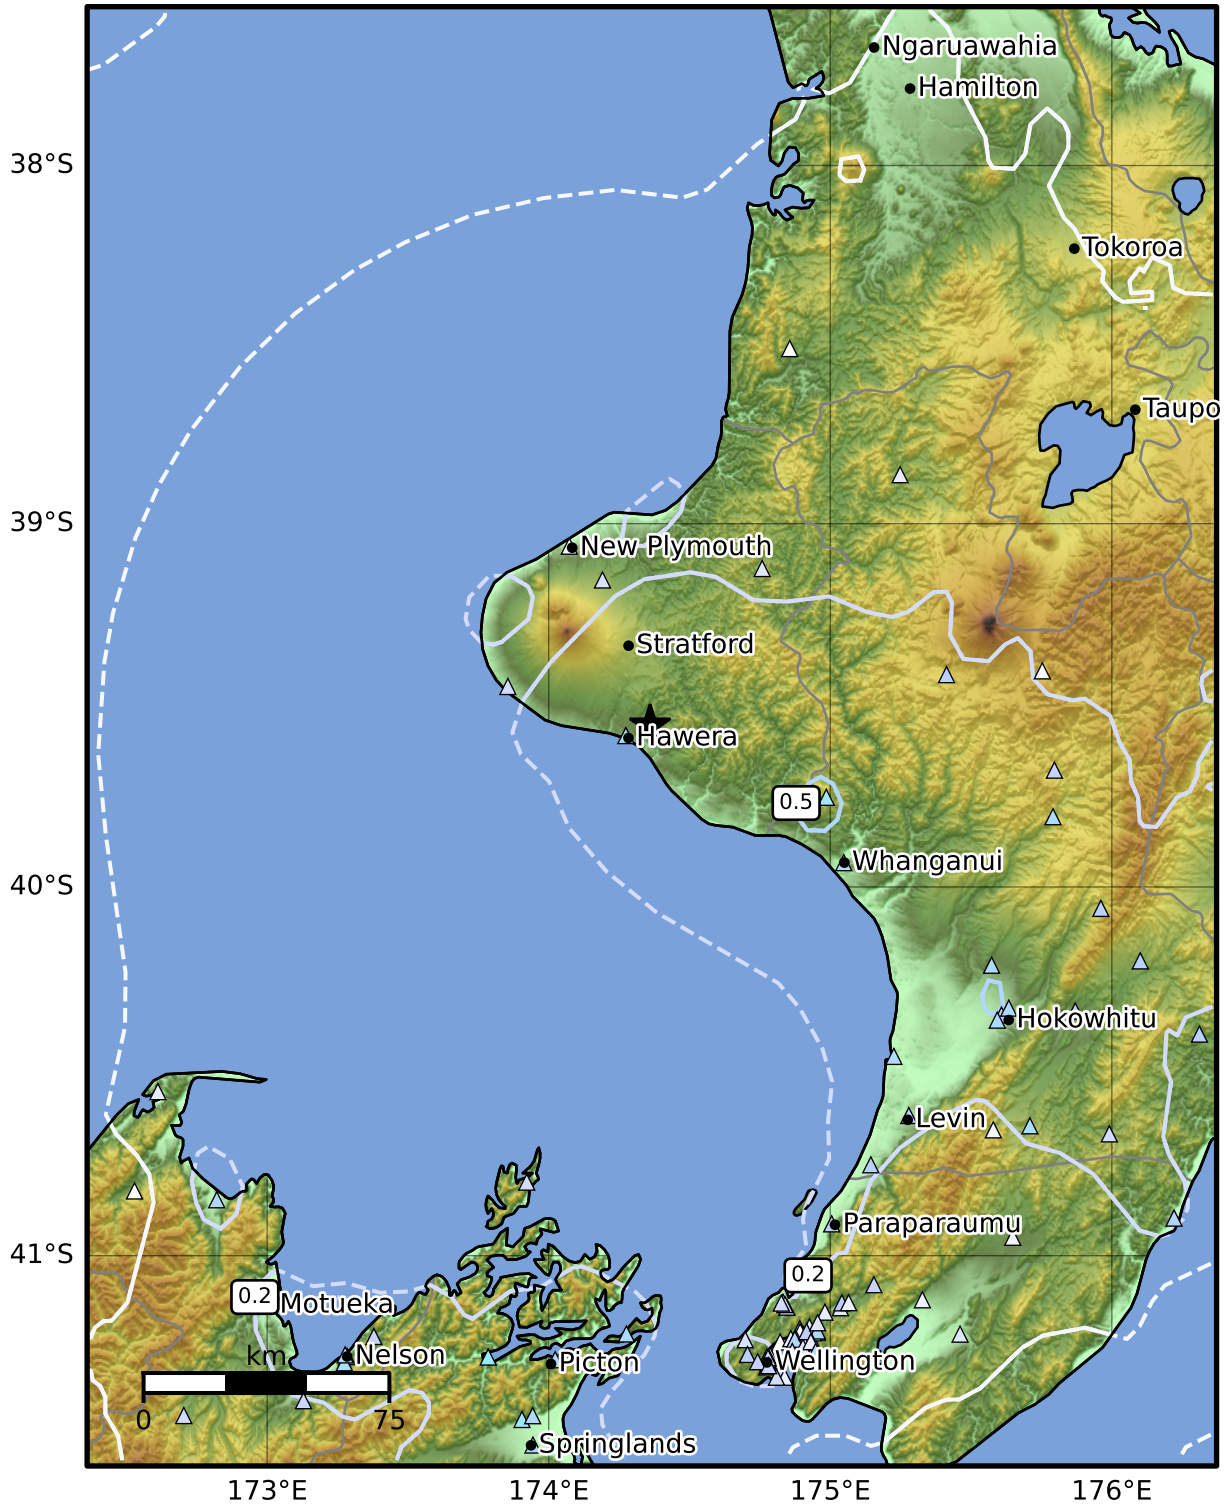 Ngaruawahia
Hamilton
38°S
Tokoroa
Taupo
39°S
New Plymouth
Stratford
Hawera
0.5
Whanganui
40°S
Hokowhitu
Levin
Paraparaumu
41°S
0.2
0.2
Motueka
km
Nelson
Picton
Wellington
0
75
Springlands
173°E
174°E
175°E
176°E